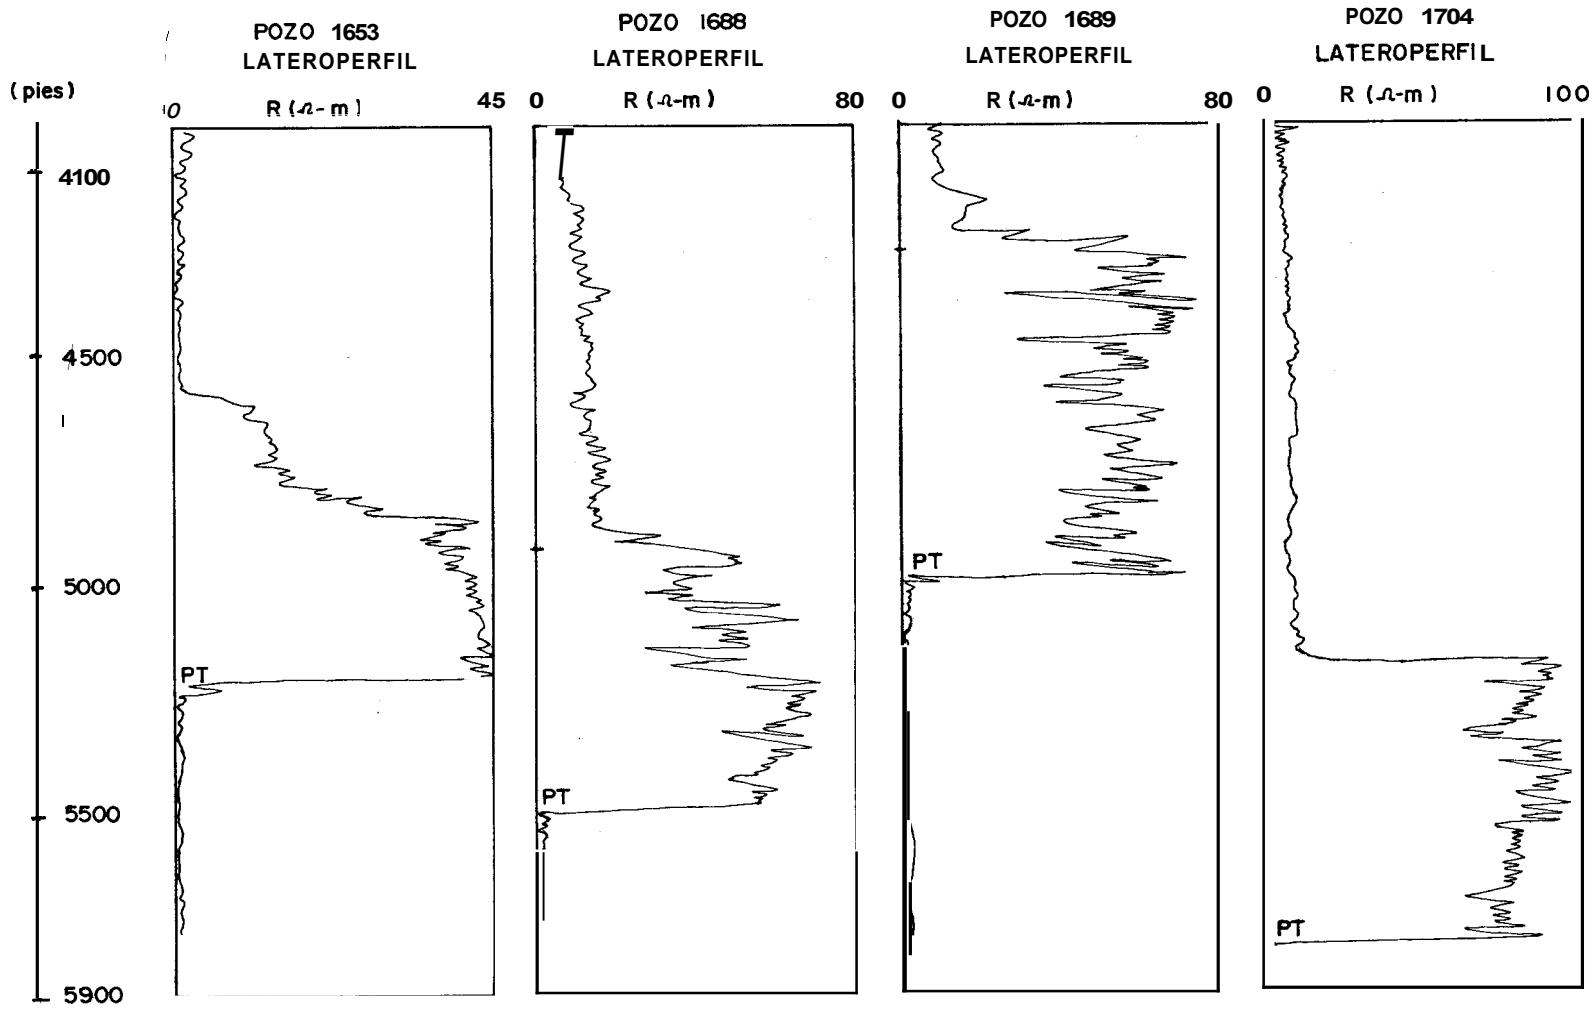 POZO 1653
LATEROPERFIL
POZO 1688
LATEROPERFIL
POZO 1689
LATEROPERFIL
POZO 1704
LATEROPERFIL
(pies)
0 R (Ω-m) 45
0 R (Ω-m) 80
0 R (Ω-m) 80
0 R (Ω-m) 100
4100
4500
5000
5500
5900
PT
PT
PT
PT